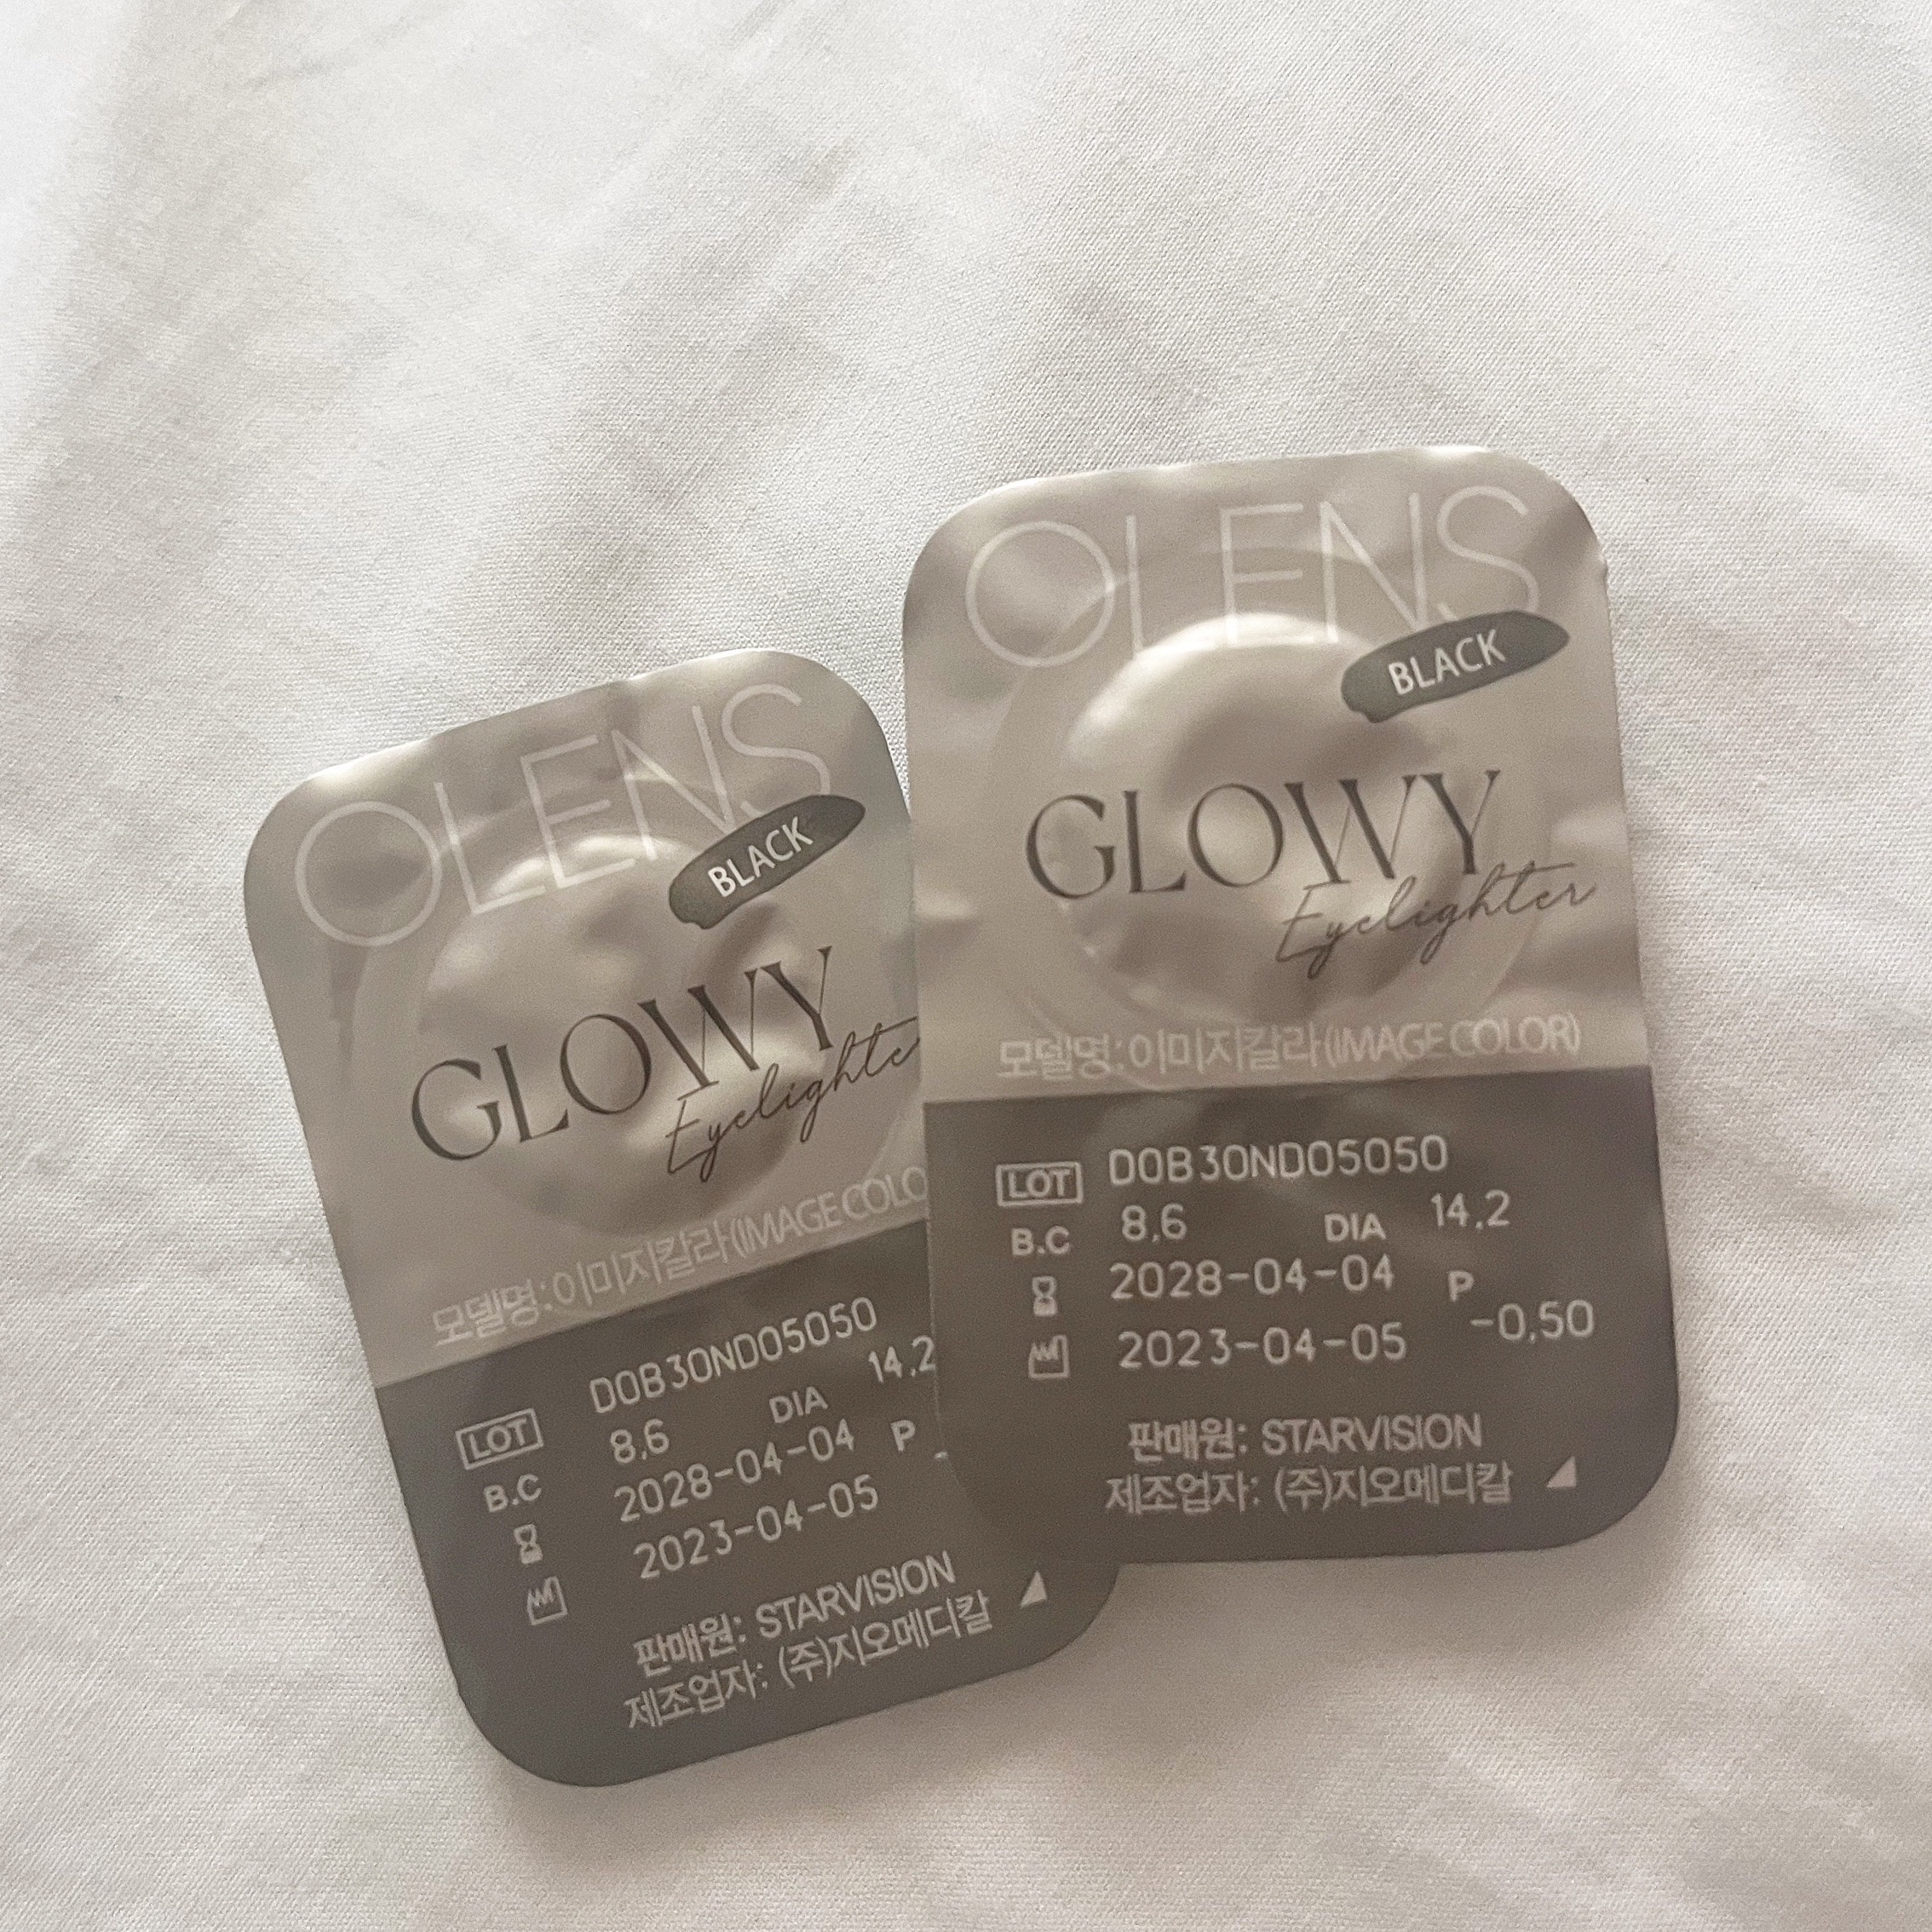 OLENS
BLACK
GLOWY
Eyelighte
모델명:이미지칼라(IMAGE COLO
LOT D0B30ND05050
B.C 8.6 DIA 14.2
2028-04-04 P -
2023-04-05
판매원: STARVISION
제조업자: (주)지오메디칼
OLENS
BLACK
GLOWY
Eyelighter
모델명:이미지칼라(IMAGE COLOR)
LOT D0B30ND05050
B.C 8.6 DIA 14.2
2028-04-04 P
-0.50
2023-04-05
판매원: STARVISION
제조업자: (주)지오메디칼